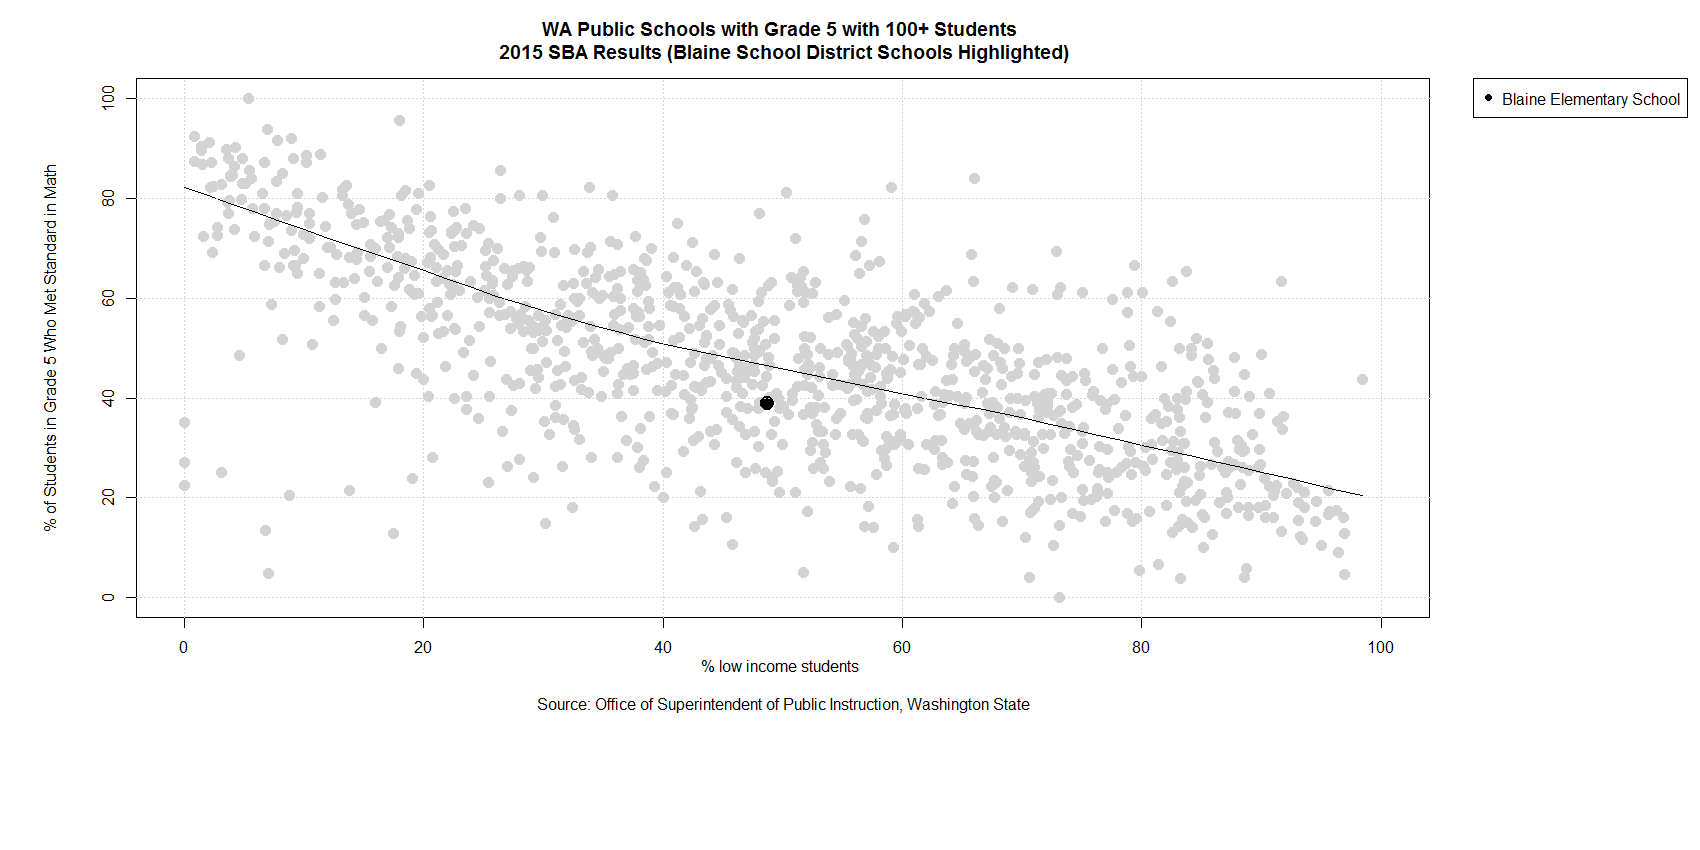 WA Public Schools with Grade 5 with 100+ Students
2015 SBA Results (Blaine School District Schools Highlighted)
Blaine Elementary School
% of Students in Grade 5 Who Met Standard in Math
100
80
60
40
20
0
0 20 40 60 80 100
% low income students
Source: Office of Superintendent of Public Instruction, Washington State